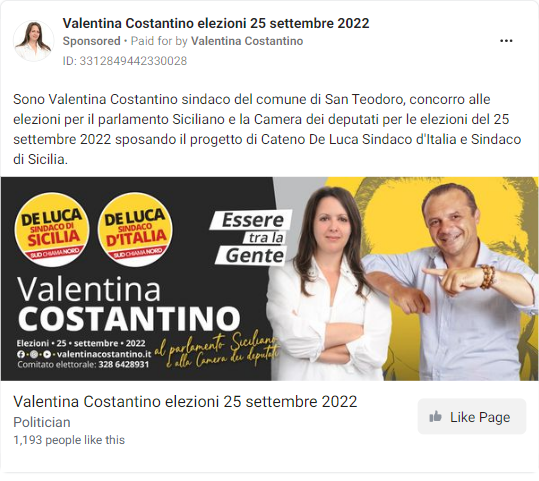 Valentina Costantino elezioni 25 settembre 2022
Sponsored • Paid for by Valentina Costantino
ID: 3312849442330028
Sono Valentina Costantino sindaco del comune di San Teodoro, concorro alle
elezioni per il parlamento Siciliano e la Camera dei deputati per le elezioni del 25
settembre 2022 sposando il progetto di Cateno De Luca Sindaco d'Italia e Sindaco
di Sicilia.
DE LUCA
SINDACO DI
SICILIA
SUD CHIAMA NORD
DE LUCA
SINDACO
D'ITALIA
SUD CHIAMA NORD
Essere
tra la
Gente
Valentina
COSTANTINO
Elezioni • 25 • settembre • 2022
valentinacostantino.it
Comitato elettorale: 328 6428931
al parlamento Siciliano
e alla Camera dei deputati
Valentina Costantino elezioni 25 settembre 2022
Politician
1,193 people like this
Like Page